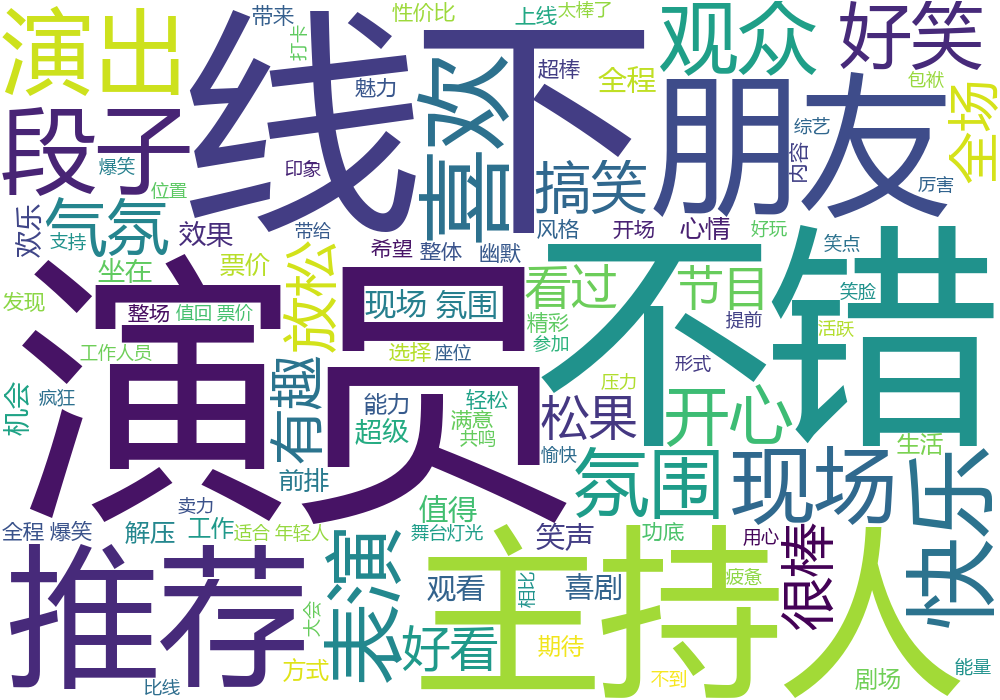 带来
性价比
上线
太棒了
演出
线下
打卡
观众
好笑
魅力
喜欢
超棒
全程
包袱
段子
朋友
全场
综艺
内容
爆笑
印象
搞笑
厉害
位置
欢乐
气氛
支持
效果
带给
希望
整体
幽默
风格
开场
心情
好玩
笑点
坐在
票价
放松
看过
节目
不错
笑脸
发现
演员
现场 氛围
整场
值回 票价
精彩
提前
活跃
工作人员
选择
座位
参加
形式
机会
疯狂
有趣
能力
轻松
压力
超级
满意
共鸣
松果
开心
愉快
生活
前排
氛围
现场
快乐
卖力
值得
全程 爆笑
解压
工作
适合 年轻人
表演
舞台灯光
笑声
功底
用心
很棒
推荐
主持人
观看
相比
喜剧
疲惫
大会
好看
方式
期待
比线
不到
剧场
能量